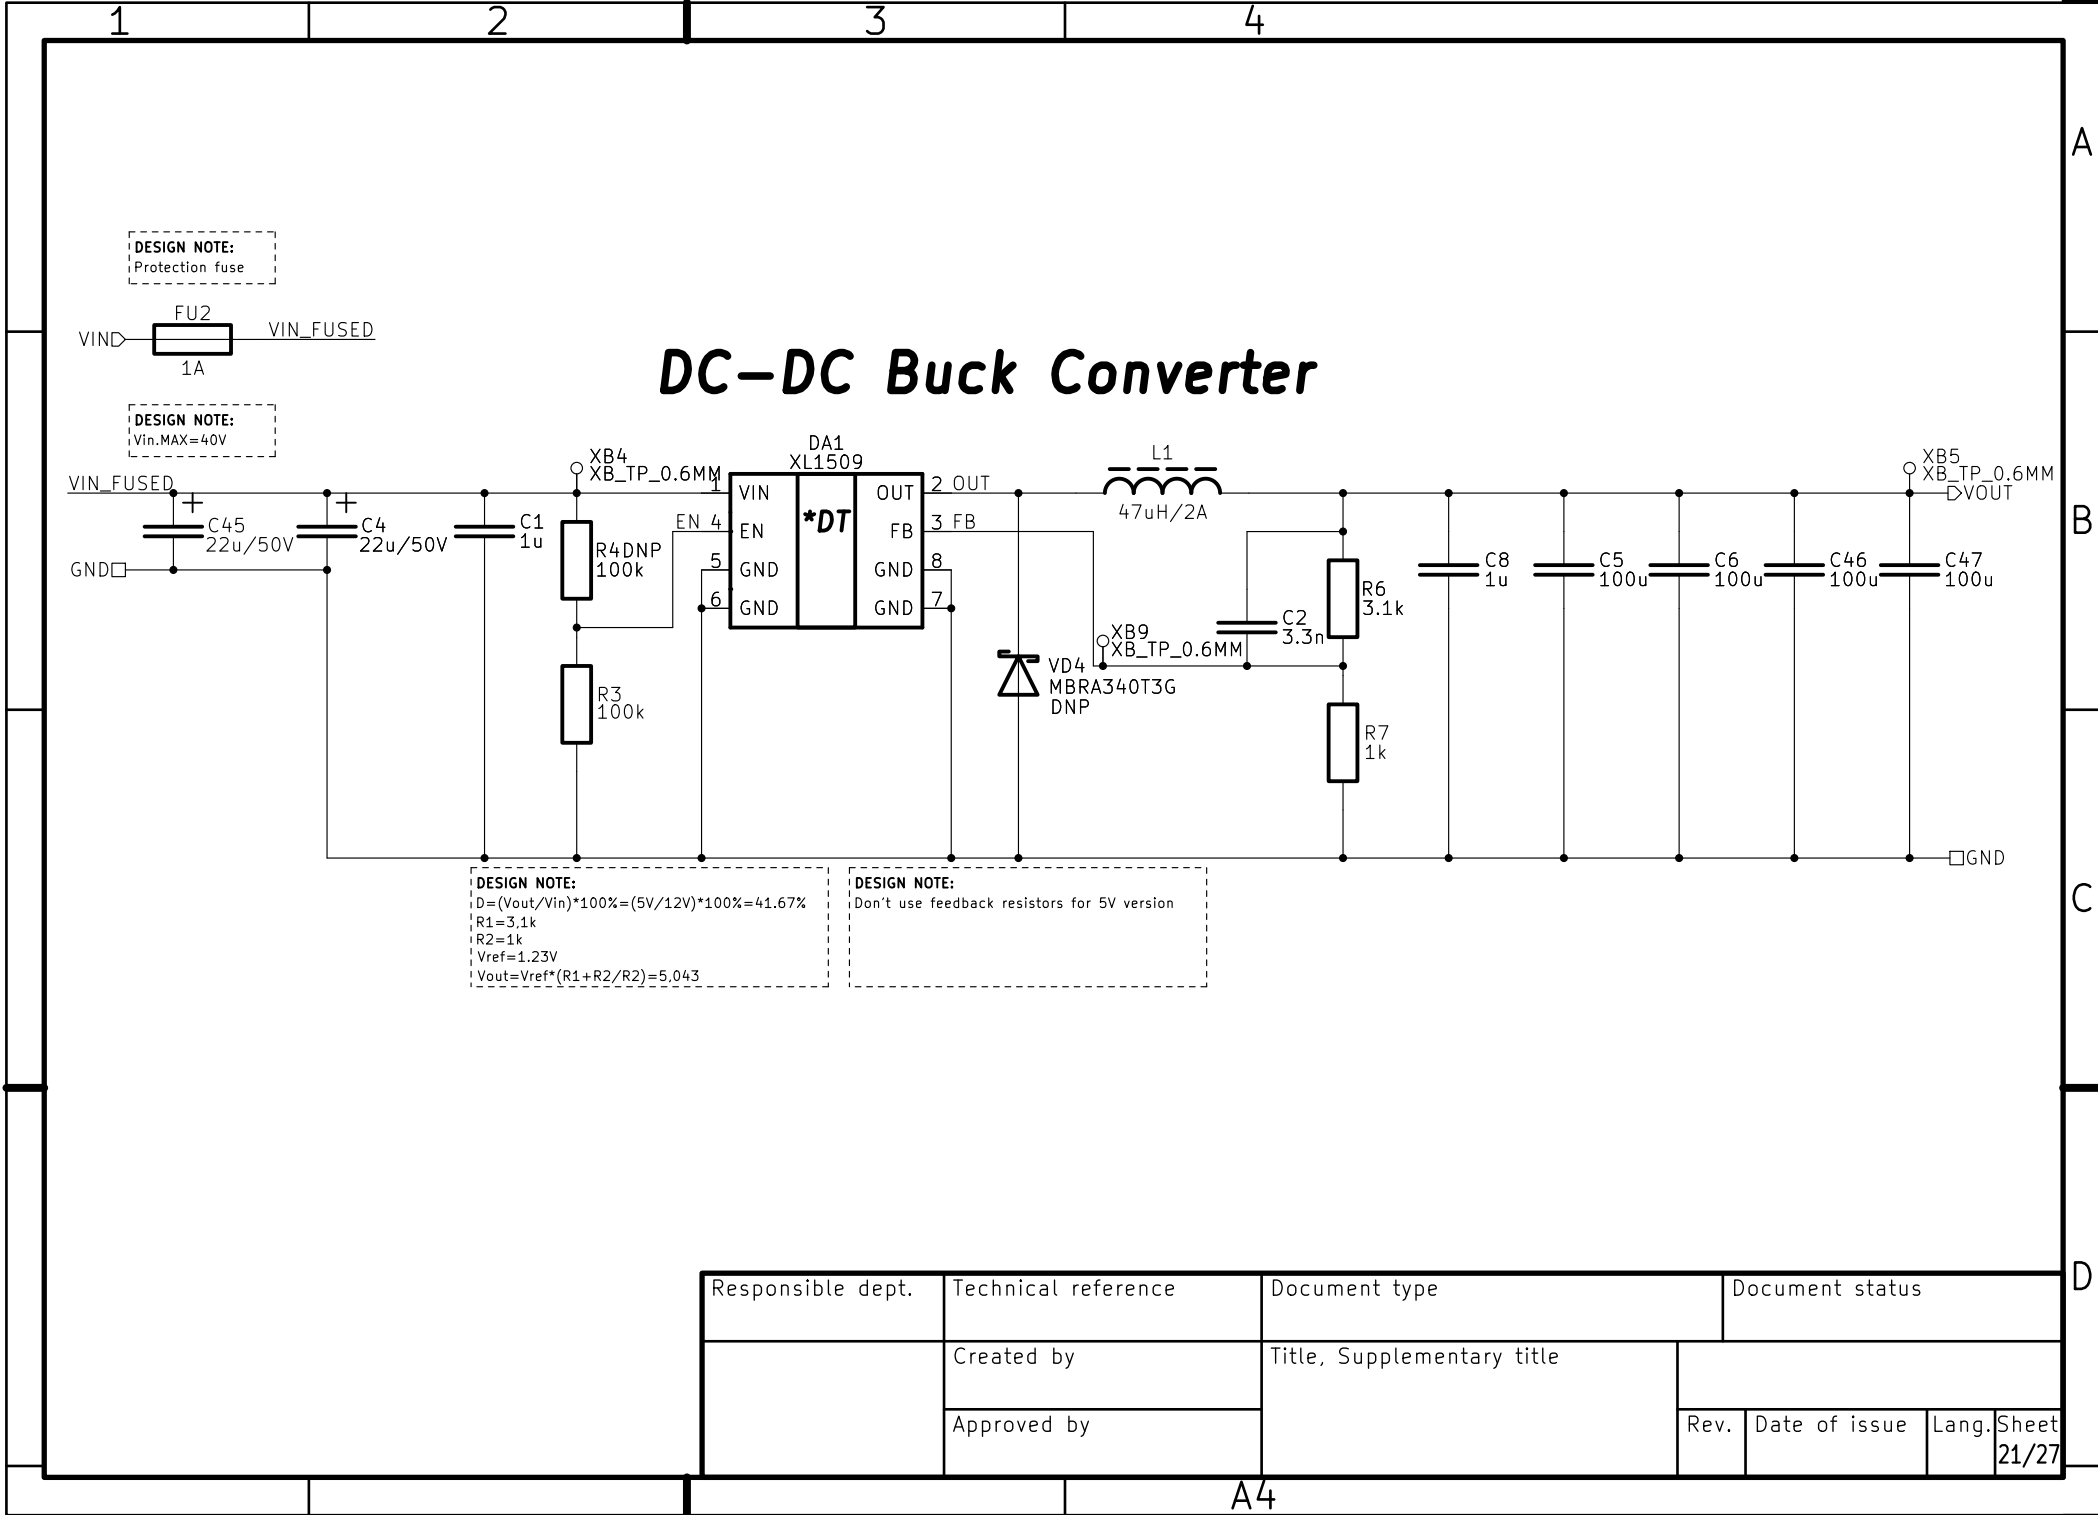 1
2
3
4
A
DESIGN NOTE:
Protection fuse
FU2
VIN
VIN_FUSED
1A
DC-DC Buck Converter
DESIGN NOTE:
Vin.MAX=40V
VIN_FUSED
C45
22u/50V
GND
C4
22u/50V
C1
1u
XB4
XB_TP_0.6MM
R4DNP
100k
R3
100k
DA1
XL1509
1 VIN
EN 4 EN
5 GND
6 GND
*DT
OUT 2 OUT
FB 3 FB
GND 8
GND 7
VD4
MBRA340T3G
DNP
L1
47uH/2A
XB9
XB_TP_0.6MM
C2
3.3n
R6
3.1k
R7
1k
C8
1u
C5
100u
C6
100u
C46
100u
C47
100u
XB5
XB_TP_0.6MM
VOUT
GND
B
DESIGN NOTE:
D=(Vout/Vin)*100%=(5V/12V)*100%=41.67%
R1=3,1k
R2=1k
Vref=1.23V
Vout=Vref*(R1+R2/R2)=5,043
DESIGN NOTE:
Don't use feedback resistors for 5V version
C
D
Responsible dept.
Technical reference
Document type
Document status
Created by
Title, Supplementary title
Approved by
Rev.
Date of issue
Lang.
Sheet
21/27
A4